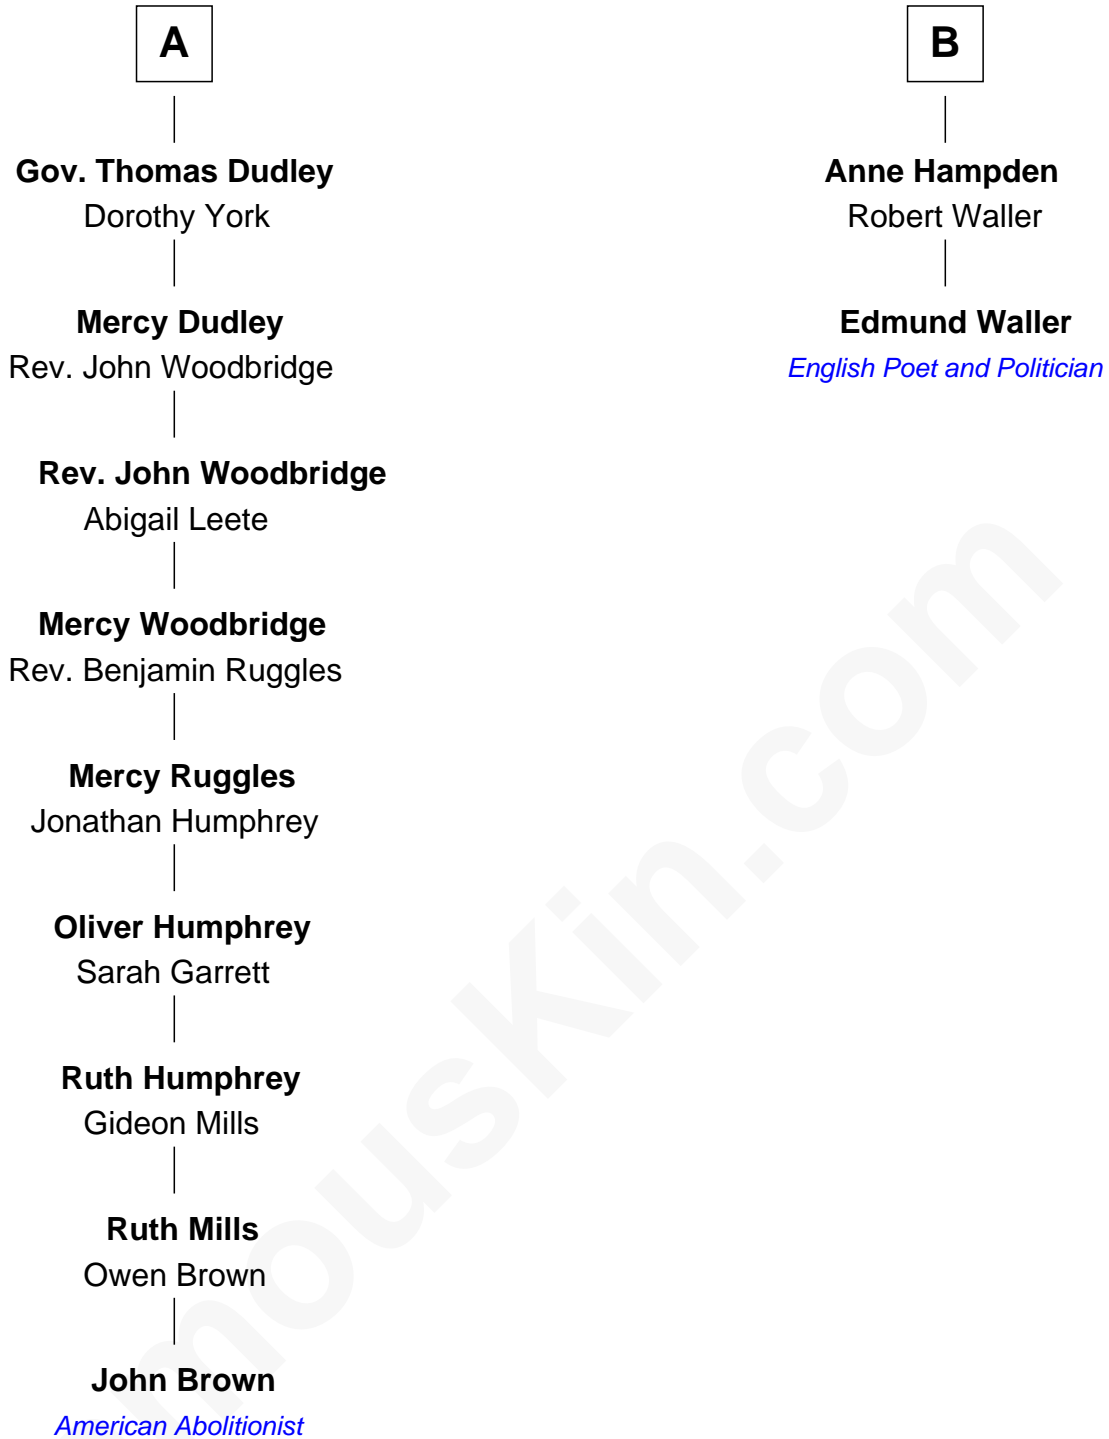 A
Gov. Thomas Dudley
Dorothy York
Mercy Dudley
Rev. John Woodbridge
Rev. John Woodbridge
Abigail Leete
Mercy Woodbridge
Rev. Benjamin Ruggles
Mercy Ruggles
Jonathan Humphrey
Oliver Humphrey
Sarah Garrett
Ruth Humphrey
Gideon Mills
Ruth Mills
Owen Brown
John Brown
American Abolitionist
B
Anne Hampden
Robert Waller
Edmund Waller
English Poet and Politician
mouskin.com